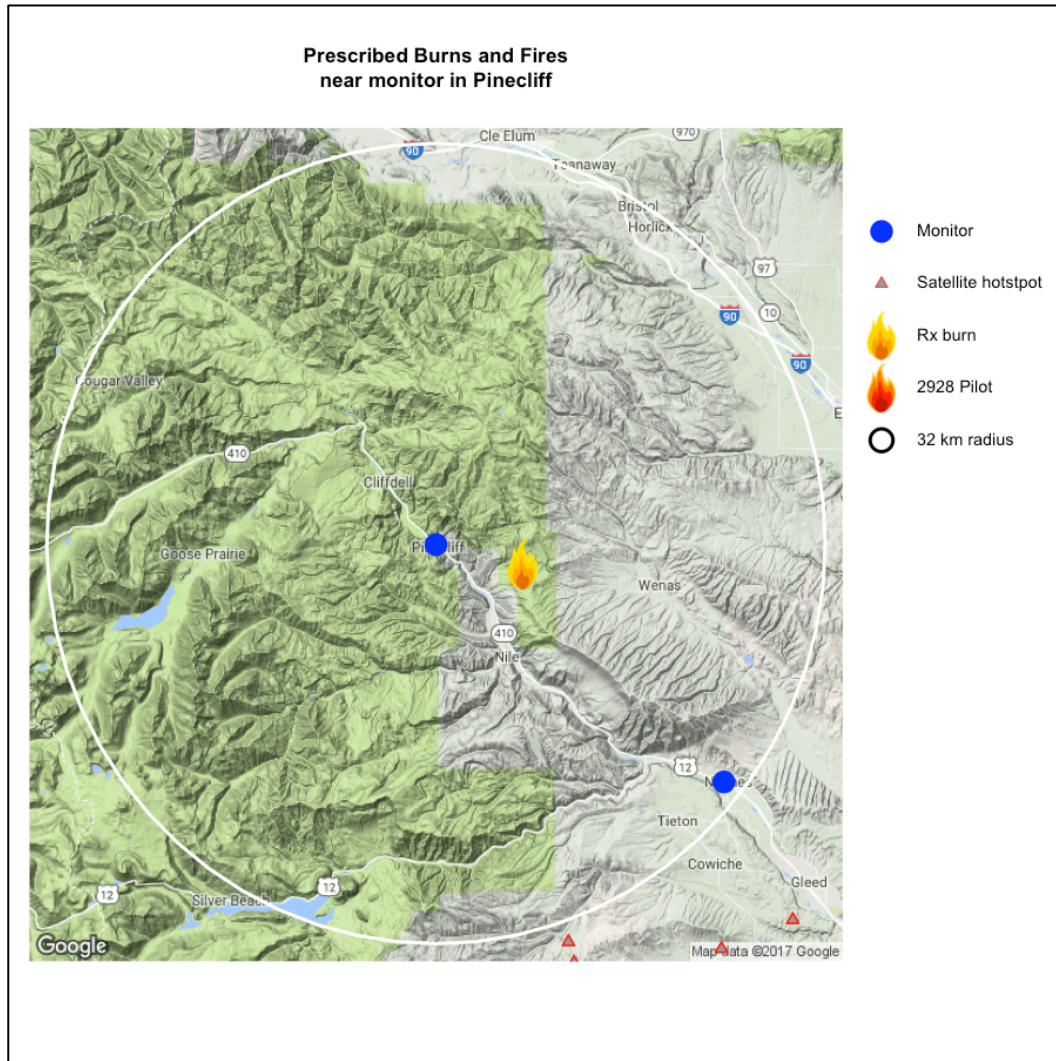 Prescribed Burns and Fires
near monitor in Pinecliff
Cle Elum
970
90
Teanaway
Bristol
Horlick
97
10
90
90
Cougar Valley
E
410
Cliffdell
Goose Prairie
Wenas
410
Nile
12
Tieton
Cowiche
Gleed
12
12
Silver Beach
Google
Map data ©2017 Google
Monitor
Satellite hotstpot
Rx burn
2928 Pilot
32 km radius